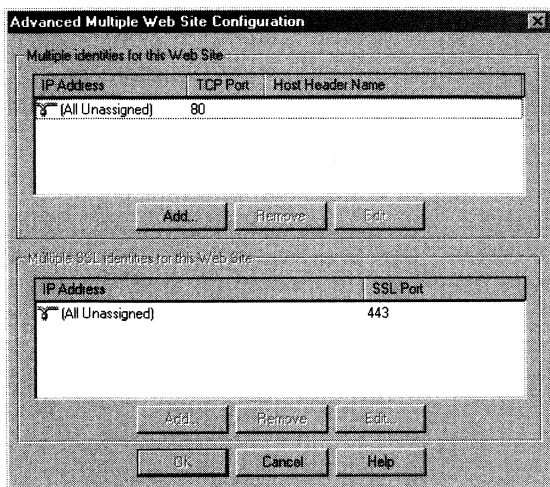 Advanced Multiple Web Site Configuration
Multiple identities for this Web Site
IP Address TCP Port Host Header Name
(All Unassigned) 80
Add... Remove Edit...
Multiple SSL identities for this Web Site
IP Address SSL Port
(All Unassigned) 443
Add... Remove Edit...
OK Cancel Help